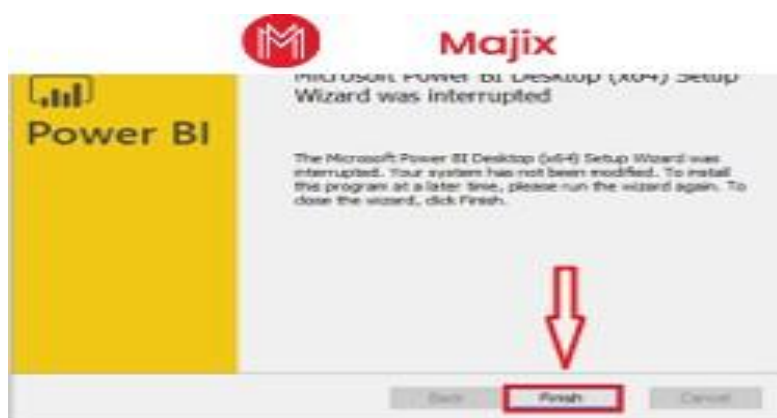 Majix
Microsoft Power BI Desktop (x64) Setup
Wizard was interrupted
Power BI
The Microsoft Power BI Desktop (x64) Setup Wizard was
interrupted. Your system has not been modified. To install
this program at a later time, please run the wizard again. To
close the wizard, click Finish.
Back Finish Cancel